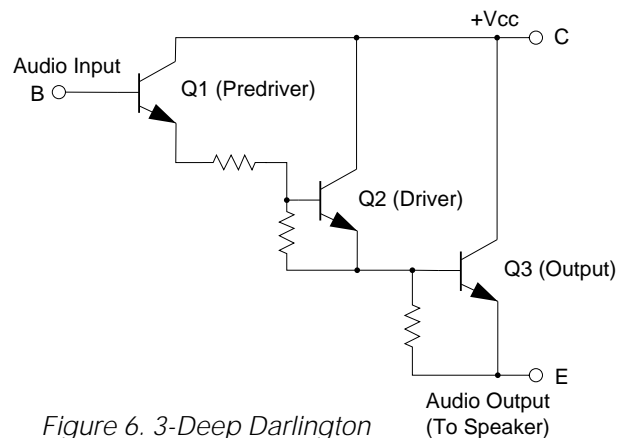 +Vcc
C
Audio Input
B
Q1 (Predriver)
Q2 (Driver)
Q3 (Output)
E
Audio Output
(To Speaker)
Figure 6. 3-Deep Darlington